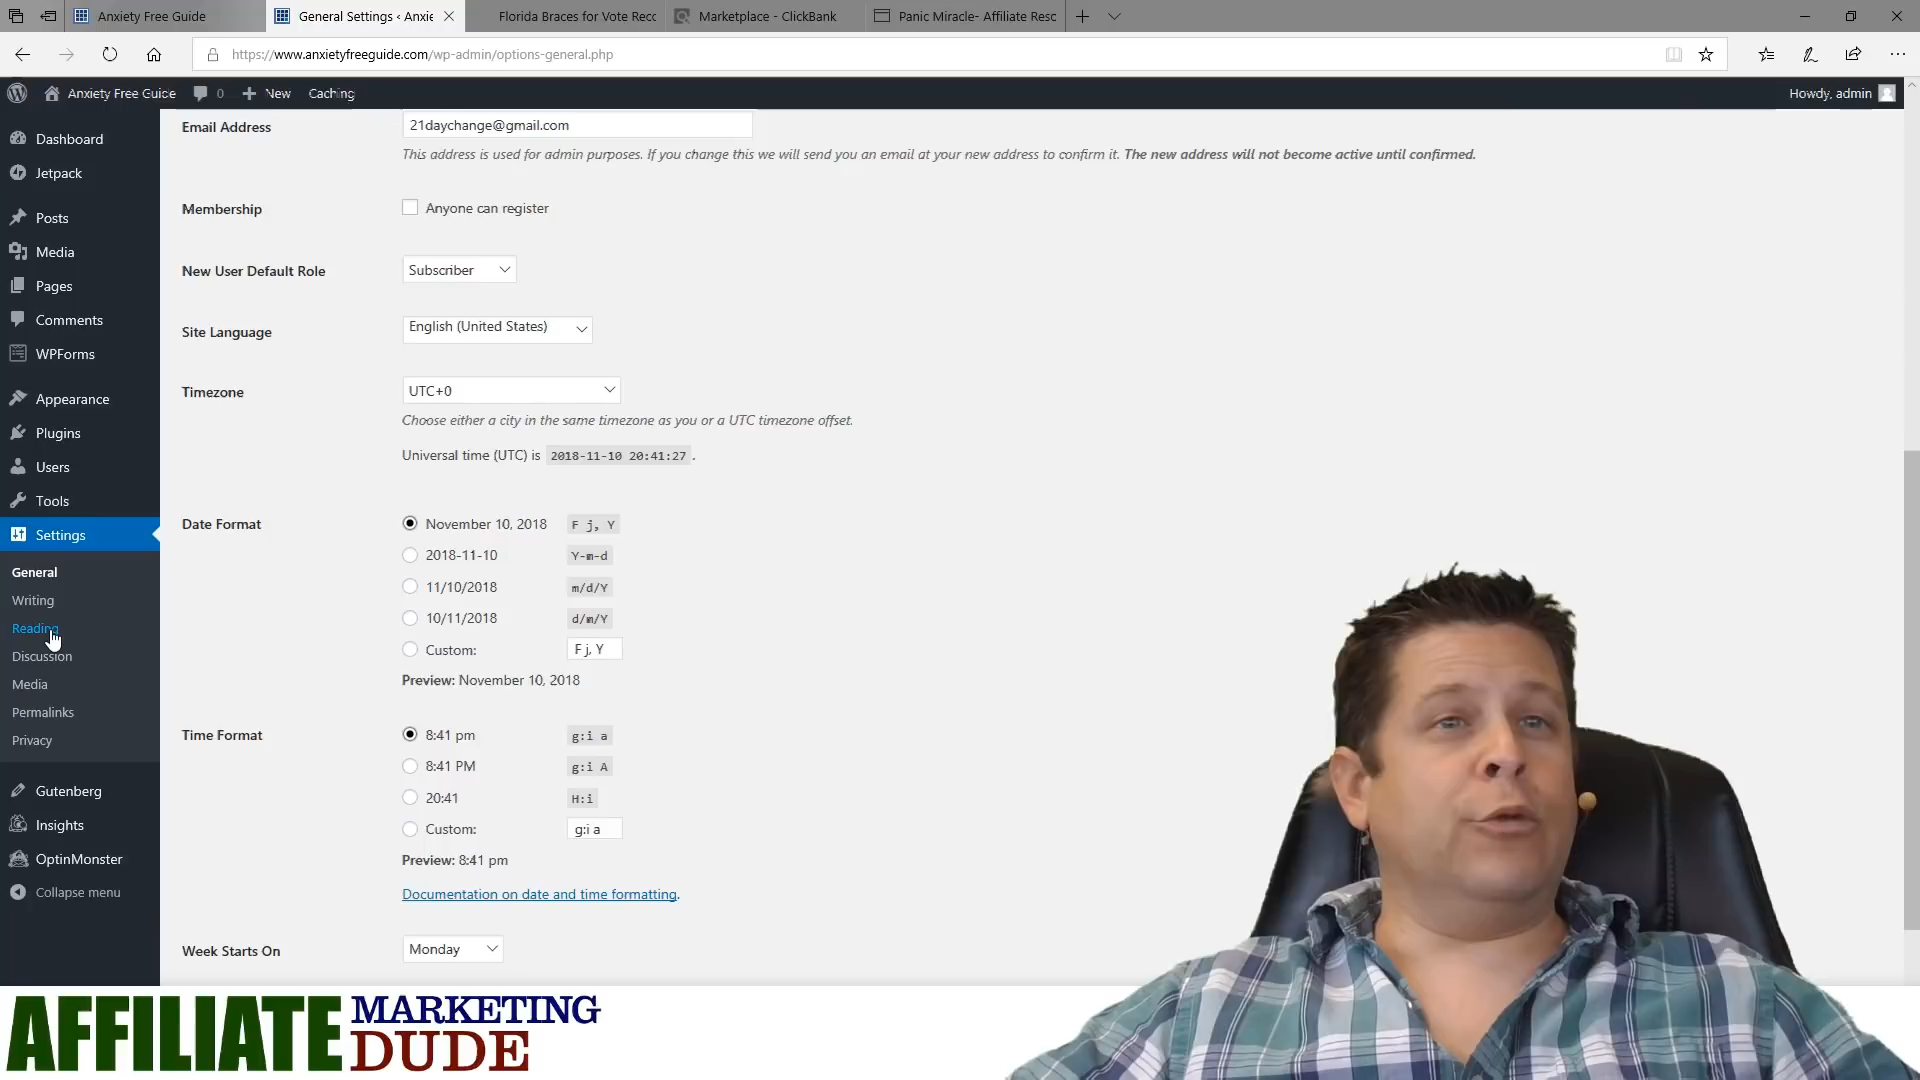 Anxiety Free Guide
General Settings ‹ Anxie
Florida Braces for Vote Reco
Marketplace - ClickBank
Panic Miracle- Affiliate Resc
https://www.anxietyfreeguide.com/wp-admin/options-general.php
Anxiety Free Guide
0
New
Caching
Howdy, admin
Dashboard
Jetpack
Posts
Media
Pages
Comments
WPForms
Appearance
Plugins
Users
Tools
Settings
General
Writing
Reading
Discussion
Media
Permalinks
Privacy
Gutenberg
Insights
OptinMonster
Collapse menu
Email Address
21daychange@gmail.com
This address is used for admin purposes. If you change this we will send you an email at your new address to confirm it. The new address will not become active until confirmed.
Membership
Anyone can register
New User Default Role
Subscriber
Site Language
English (United States)
Timezone
UTC+0
Choose either a city in the same timezone as you or a UTC timezone offset.
Universal time (UTC) is 2018-11-10 20:41:27 .
Date Format
November 10, 2018 F j, Y
2018-11-10 Y-m-d
11/10/2018 m/d/Y
10/11/2018 d/m/Y
Custom: F j, Y
Preview: November 10, 2018
Time Format
8:41 pm g:i a
8:41 PM g:i A
20:41 H:i
Custom: g:i a
Preview: 8:41 pm
Documentation on date and time formatting.
Week Starts On
Monday
AFFILIATE
MARKETING
DUDE